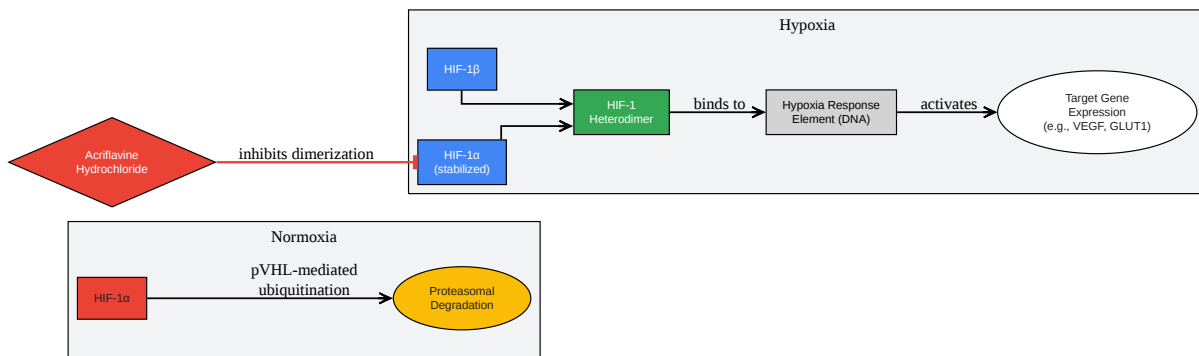 Hypoxia
HIF-1β
HIF-1
Heterodimer
binds to
Hypoxia Response
Element (DNA)
activates
Target Gene
Expression
(e.g., VEGF, GLUT1)
Acriflavine
Hydrochloride
inhibits dimerization
HIF-1α
(stabilized)
Normoxia
HIF-1α
pVHL-mediated
ubiquitination
Proteasomal
Degradation